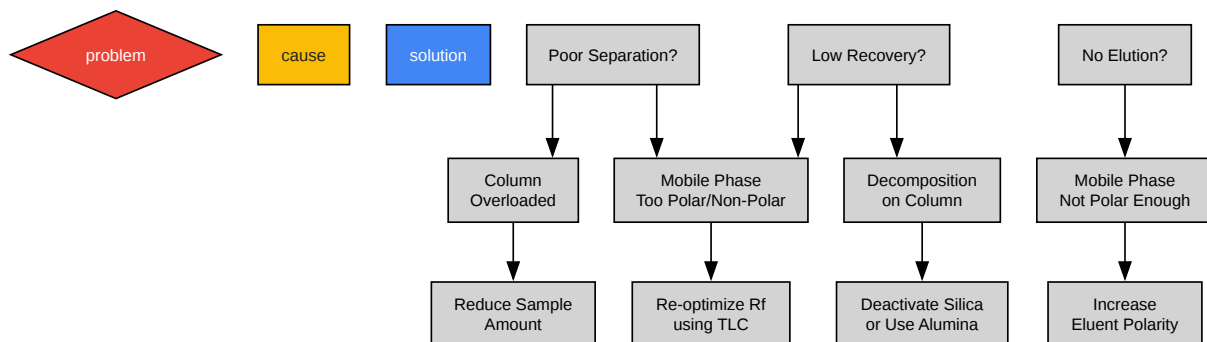 problem
cause
solution
Poor Separation?
Low Recovery?
No Elution?
Column
Overloaded
Mobile Phase
Too Polar/Non-Polar
Decomposition
on Column
Mobile Phase
Not Polar Enough
Reduce Sample
Amount
Re-optimize Rf
using TLC
Deactivate Silica
or Use Alumina
Increase
Eluent Polarity